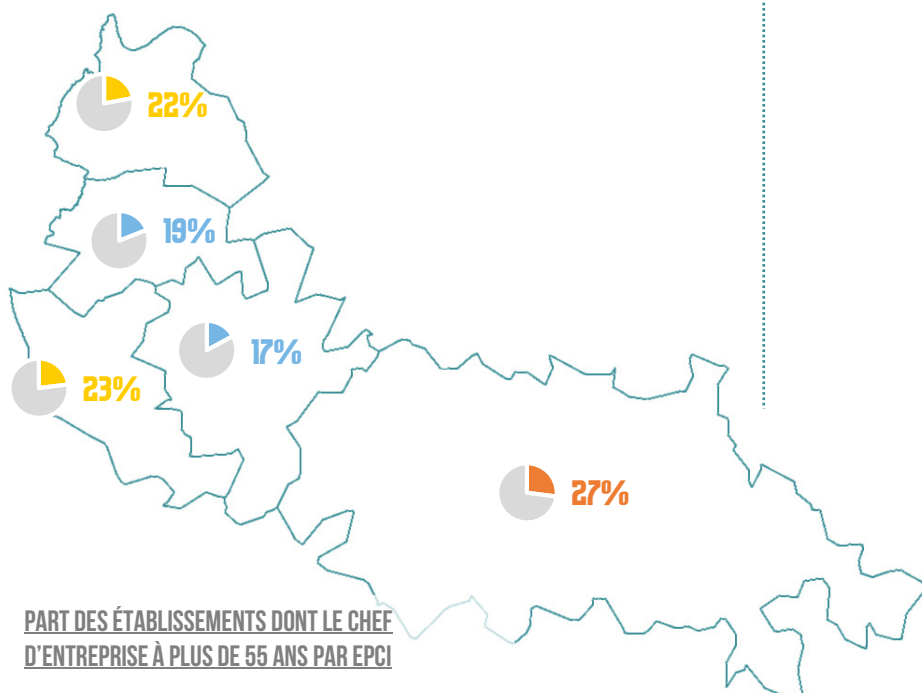 22%
19%
17%
23%
27%
PART DES ÉTABLISSEMENTS DONT LE CHEF
D'ENTREPRISE À PLUS DE 55 ANS PAR EPCI